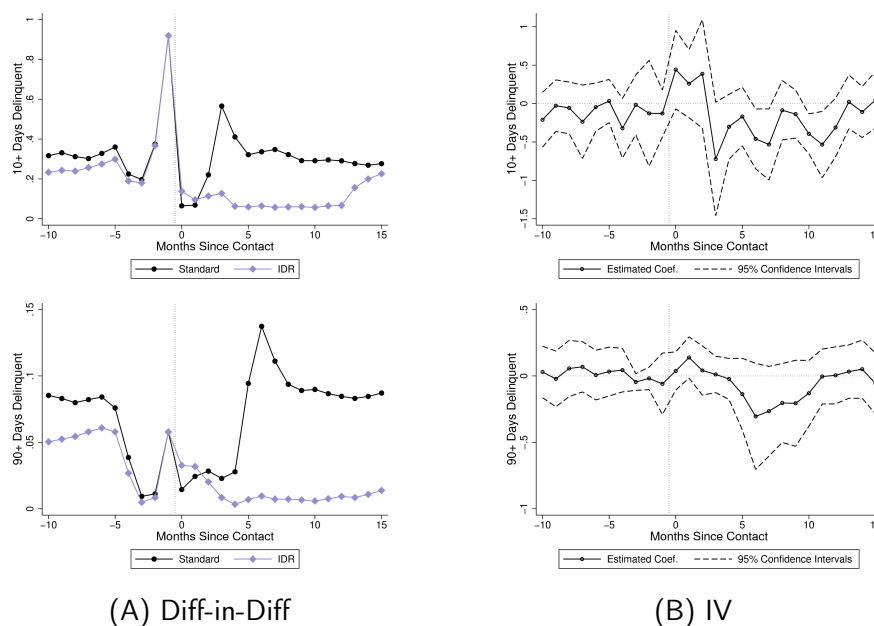 10+ Days Delinquent
1
.8
.6
.4
.2
0
−10 −5 0 5 10 15
Months Since Contact
Standard IDR
10+ Days Delinquent
1
.5
0
−.5
−1
−1.5
−10 −5 0 5 10 15
Months Since Contact
Estimated Coef. 95% Confidence Intervals
90+ Days Delinquent
.15
.1
.05
0
−10 −5 0 5 10 15
Months Since Contact
Standard IDR
90+ Days Delinquent
.5
0
−.5
−1
−10 −5 0 5 10 15
Months Since Contact
Estimated Coef. 95% Confidence Intervals
(A) Diff-in-Diff
(B) IV